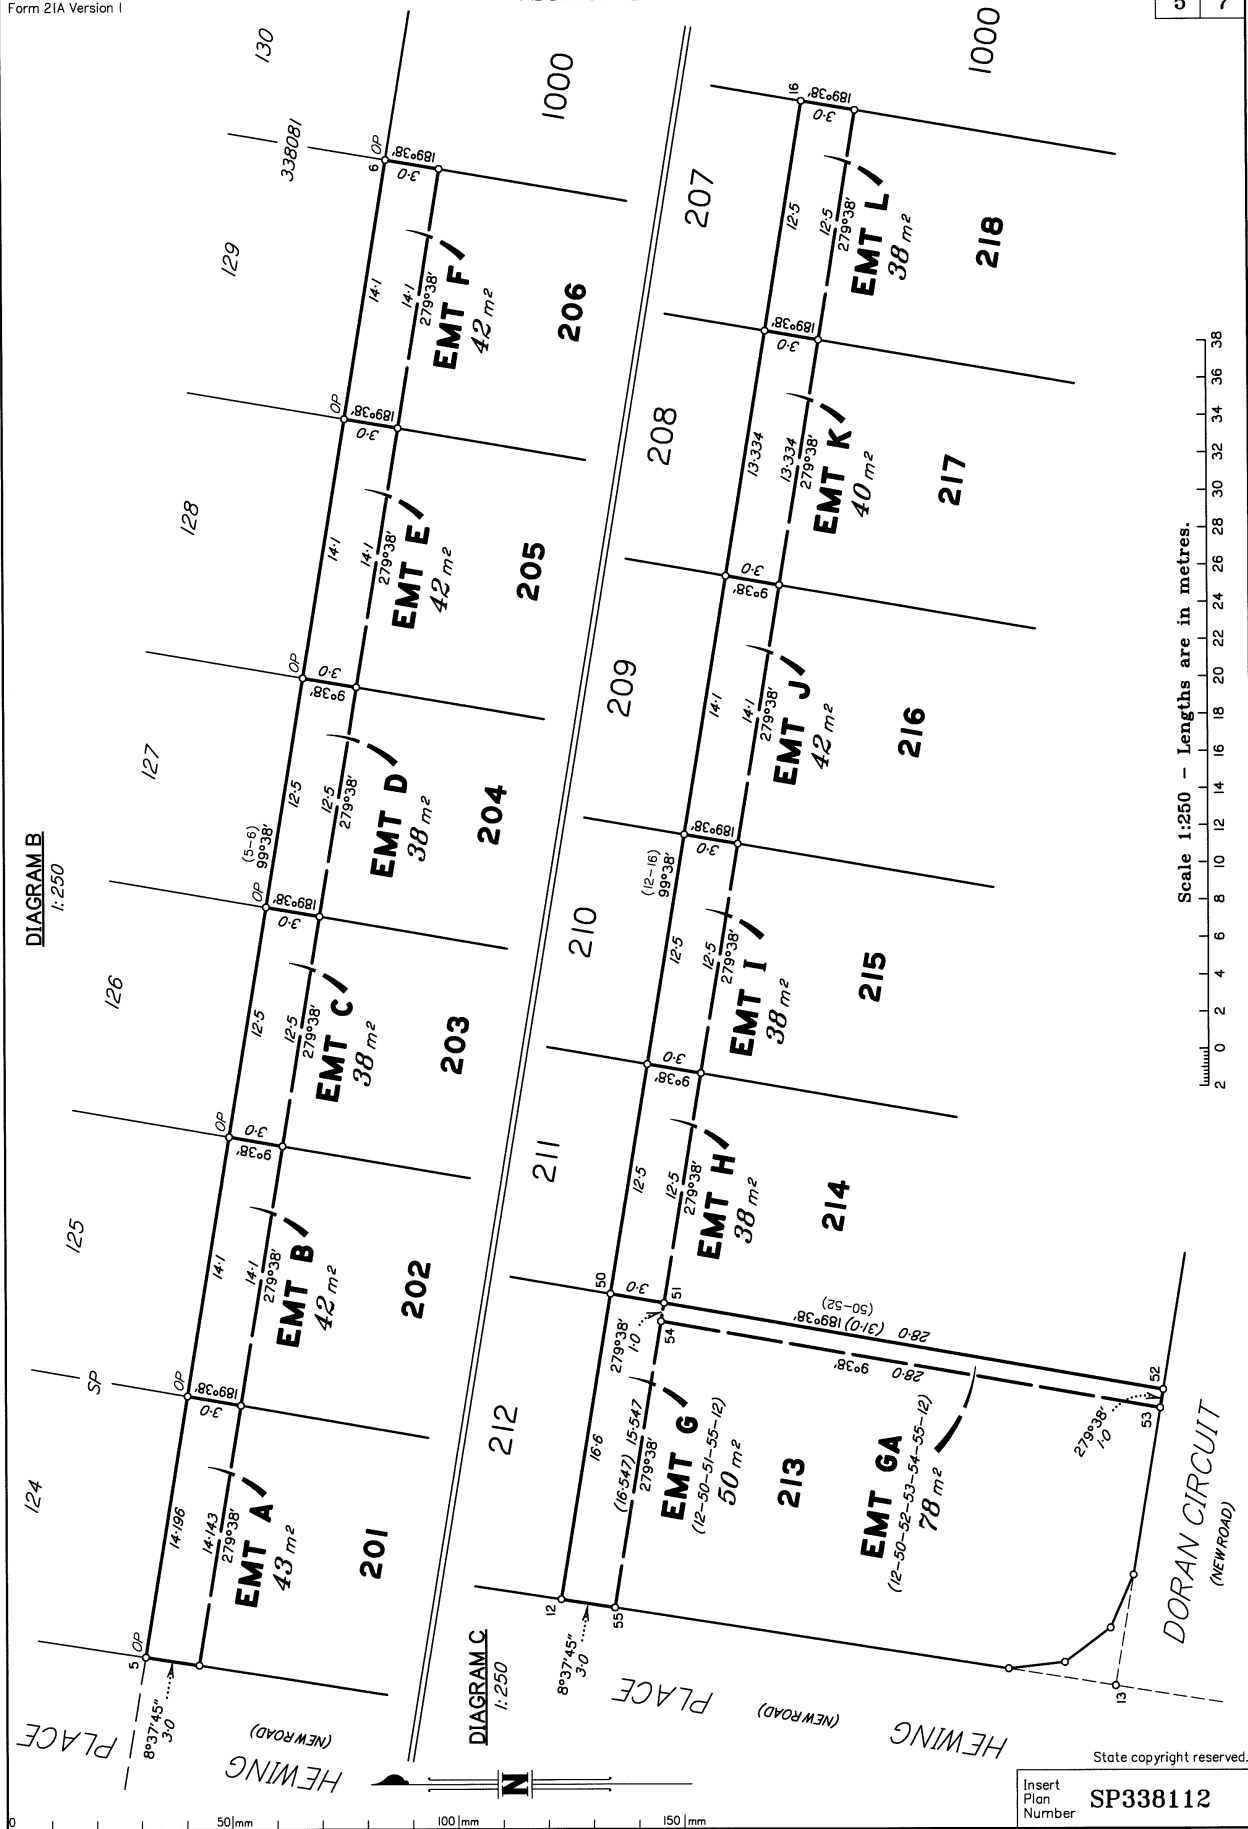 Form 21A Version 1
5 7
DIAGRAM B
1:250
124
SP
125
126
127
128
129
338081
130
1000
5 OP
OP
OP
OP
OP
OP
6 OP
(5–6)
99°38'
8°37'45"
3·0
14·196
14·143
279°38'
EMT A
43 m²
201
189°38'
3·0
14·1
14·1
279°38'
EMT B
42 m²
202
9°38'
3·0
12·5
12·5
279°38'
EMT C
38 m²
203
189°38'
3·0
12·5
12·5
279°38'
EMT D
38 m²
204
9°38'
3·0
14·1
14·1
279°38'
EMT E
42 m²
205
189°38'
3·0
14·1
14·1
279°38'
EMT F
42 m²
206
189°38'
3·0
HEWING PLACE
(NEW ROAD)
DIAGRAM C
1:250
212
211
210
209
208
207
1000
12
55
8°37'45"
3·0
16·6
(16·547) 15·547
279°38'
EMT G
(12–50–51–55–12)
50 m²
213
EMT GA
(12–50–52–53–54–55–12)
78 m²
279°38'
1·0
50
3·0
51
54
28·0 (31·0) 189°38'
(50–52)
9°38'
28·0
52
53
279°38'
1·0
13
12·5
12·5
279°38'
EMT H
38 m²
214
9°38'
3·0
(12–16)
99°38'
12·5
12·5
279°38'
EMT I
38 m²
215
189°38'
3·0
14·1
14·1
279°38'
EMT J
42 m²
216
9°38'
3·0
13·334
13·334
279°38'
EMT K
40 m²
217
189°38'
3·0
12·5
12·5
279°38'
EMT L
38 m²
218
16
189°38'
3·0
HEWING PLACE
(NEW ROAD)
DORAN CIRCUIT
(NEW ROAD)
N
Scale 1:250 – Lengths are in metres.
2 0 2 4 6 8 10 12 14 16 18 20 22 24 26 28 30 32 34 36 38
0 50 mm 100 mm 150 mm
State copyright reserved.
Insert
Plan
Number
SP338112